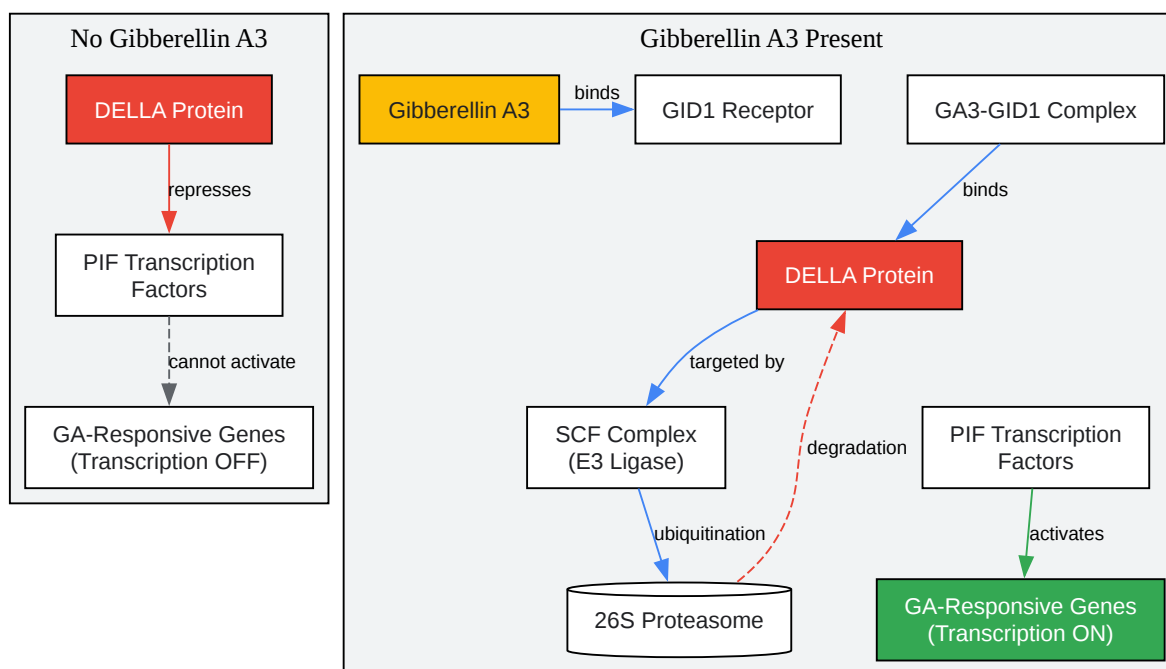 No Gibberellin A3
DELLA Protein
represses
PIF Transcription
Factors
cannot activate
GA-Responsive Genes
(Transcription OFF)
Gibberellin A3 Present
Gibberellin A3
binds
GID1 Receptor
GA3-GID1 Complex
binds
DELLA Protein
targeted by
SCF Complex
(E3 Ligase)
degradation
ubiquitination
26S Proteasome
PIF Transcription
Factors
activates
GA-Responsive Genes
(Transcription ON)